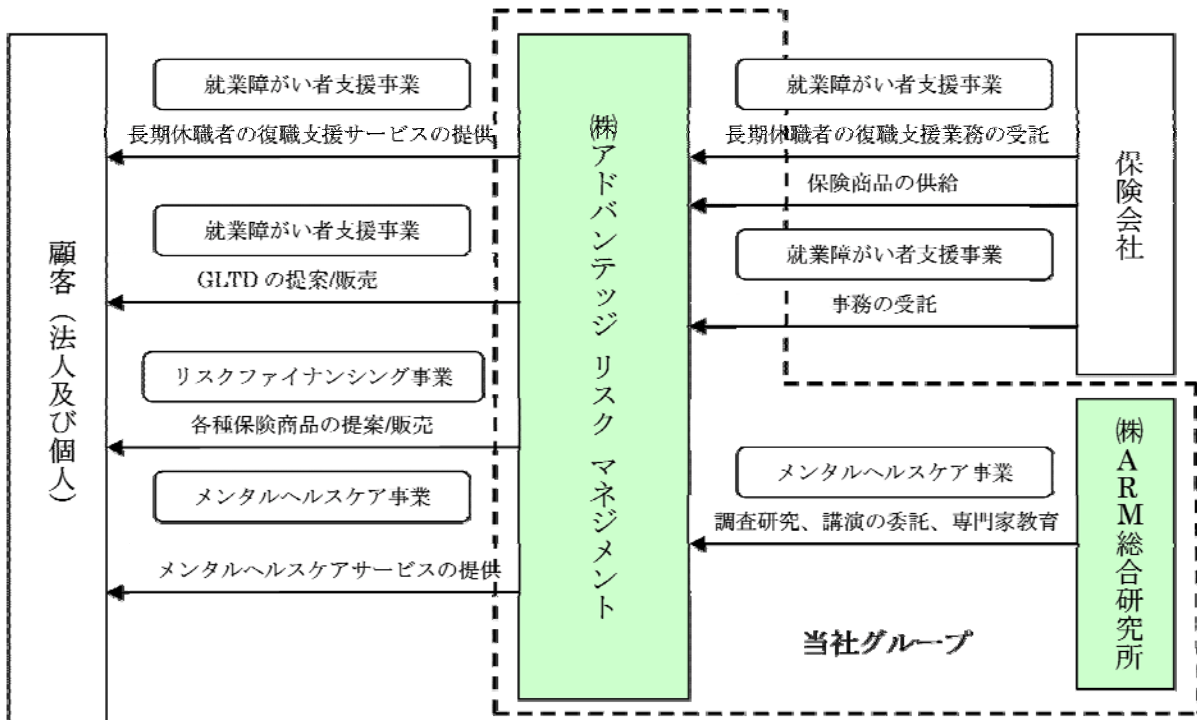 顧客（法人及び個人）
就業障がい者支援事業
長期休職者の復職支援サービスの提供
就業障がい者支援事業
GLTD の提案/販売
リスクファイナンシング事業
各種保険商品の提案/販売
メンタルヘルスケア事業
メンタルヘルスケアサービスの提供
㈱アドバンテッジ リスク マネジメント
就業障がい者支援事業
長期休職者の復職支援業務の受託
保険商品の供給
就業障がい者支援事業
事務の受託
メンタルヘルスケア事業
調査研究、講演の委託、専門家教育
当社グループ
保険会社
㈱ARM総合研究所